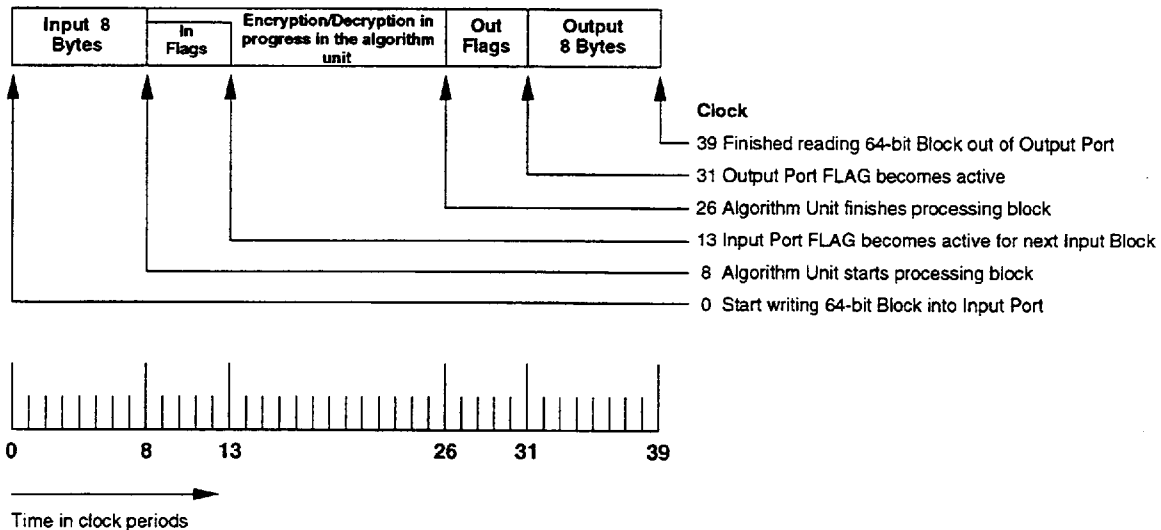 Input 8
Bytes
In
Flags
Encryption/Decryption in
progress in the algorithm
unit
Out
Flags
Output
8 Bytes
Clock
39 Finished reading 64-bit Block out of Output Port
31 Output Port FLAG becomes active
26 Algorithm Unit finishes processing block
13 Input Port FLAG becomes active for next Input Block
8 Algorithm Unit starts processing block
0 Start writing 64-bit Block into Input Port
0 8 13 26 31 39
Time in clock periods